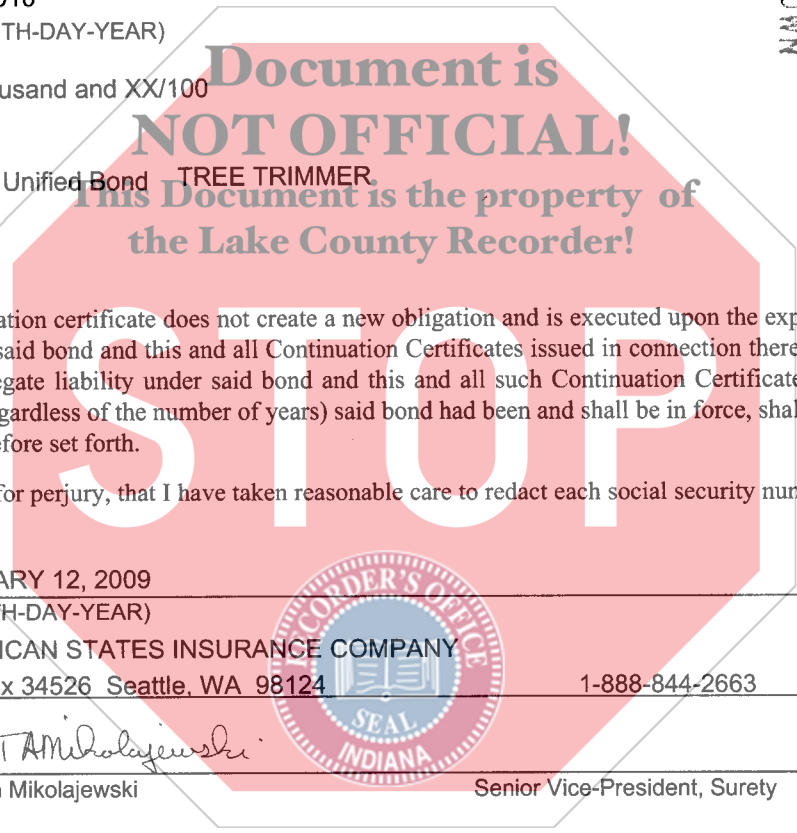 TH-DAY-YEAR)
usand and XX/100
Document is
NOT OFFICIAL!
Unified Bond TREE TRIMMER
This Document is the property of
the Lake County Recorder!
STOP
ation certificate does not create a new obligation and is executed upon the exp
said bond and this and all Continuation Certificates issued in connection there
egate liability under said bond and this and all such Continuation Certificate
gardless of the number of years) said bond had been and shall be in force, shal
efore set forth.
for perjury, that I have taken reasonable care to redact each social security nun
ARY 12, 2009
H-DAY-YEAR)
ICAN STATES INSURANCE COMPANY
x 34526 Seattle, WA 98124 1-888-844-2663
RECORDER'S OFFICE
SEAL
INDIANA
TAMikolajewski
Mikolajewski Senior Vice-President, Surety